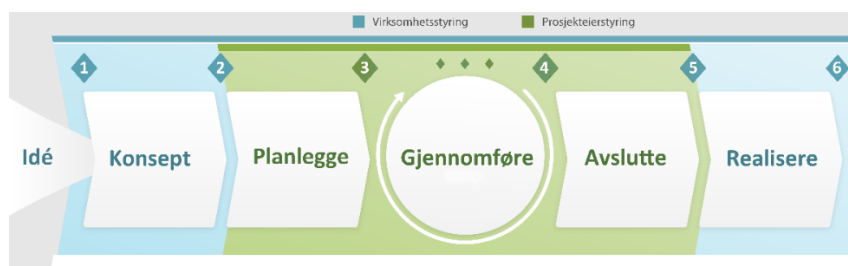 Virksomhetsstyring Prosjekteierstyring
1 2 3 4 5 6
Idé Konsept Planlegge Gjennomføre Avslutte Realisere